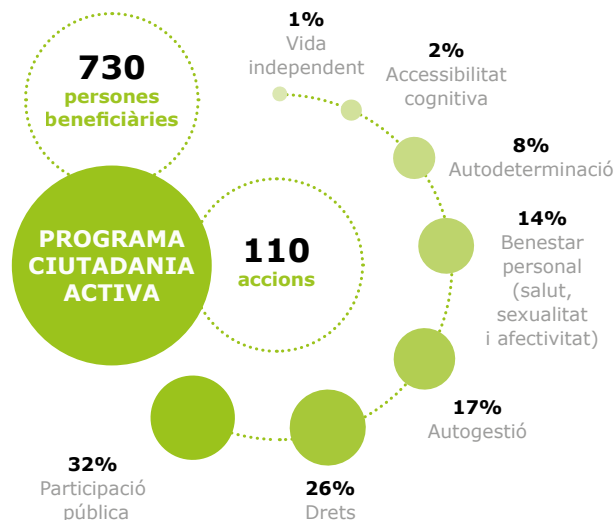 730
persones
beneficiàries
PROGRAMA
CIUTADANIA
ACTIVA
110
accions
1%
Vida
independent
2%
Accessibilitat
cognitiva
8%
Autodeterminació
14%
Benestar
personal
(salut,
sexualitat
i afectivitat)
17%
Autogestió
26%
Drets
32%
Participació
pública